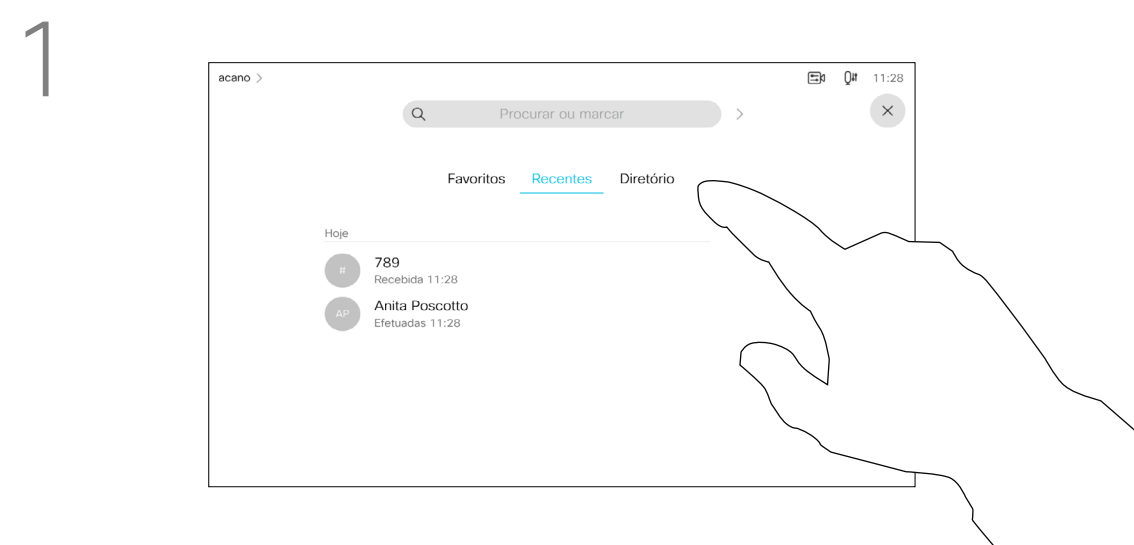 1
acano >
11:28
Procurar ou marcar
Favoritos Recentes Diretório
Hoje
#
789
Recebida 11:28
AP
Anita Poscotto
Efetuadas 11:28